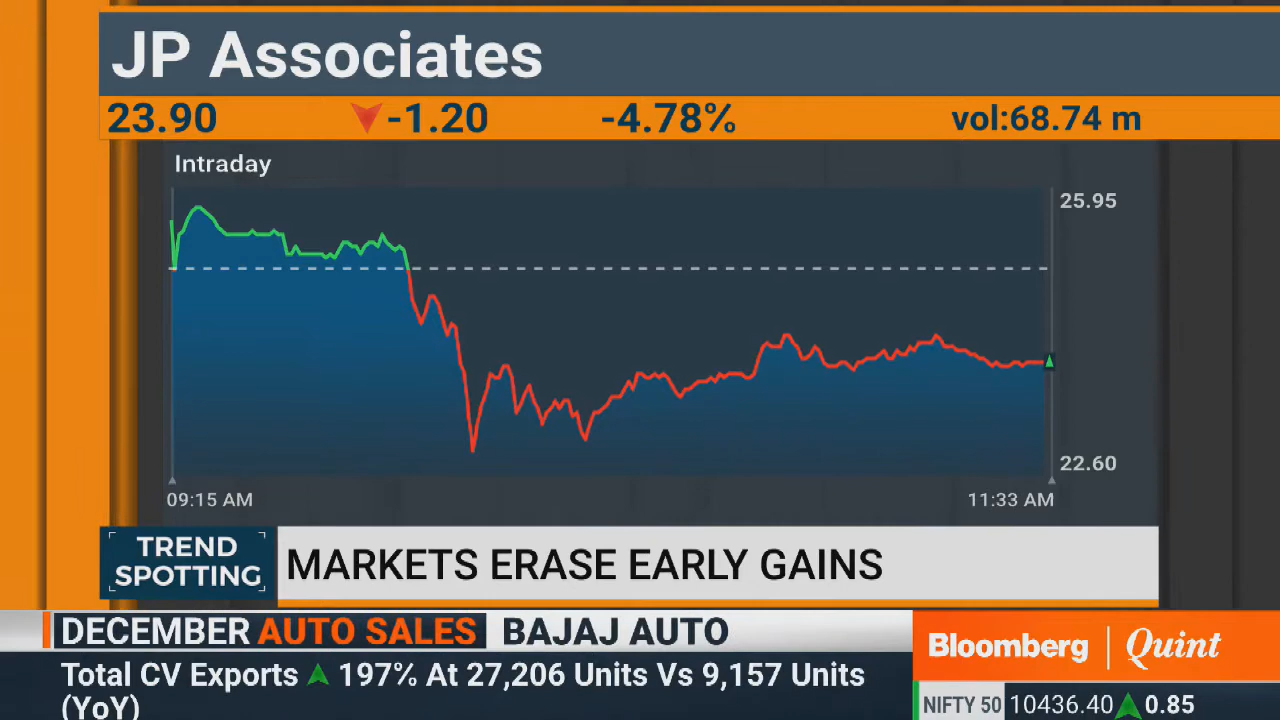 JP Associates
23.90 -1.20 -4.78% vol:68.74 m
Intraday
25.95
22.60
09:15 AM 11:33 AM
TREND
SPOTTING
MARKETS ERASE EARLY GAINS
DECEMBER AUTO SALES BAJAJ AUTO
Total CV Exports 197% At 27,206 Units Vs 9,157 Units
(YoY)
Bloomberg | Quint
NIFTY 50 10436.40 0.85